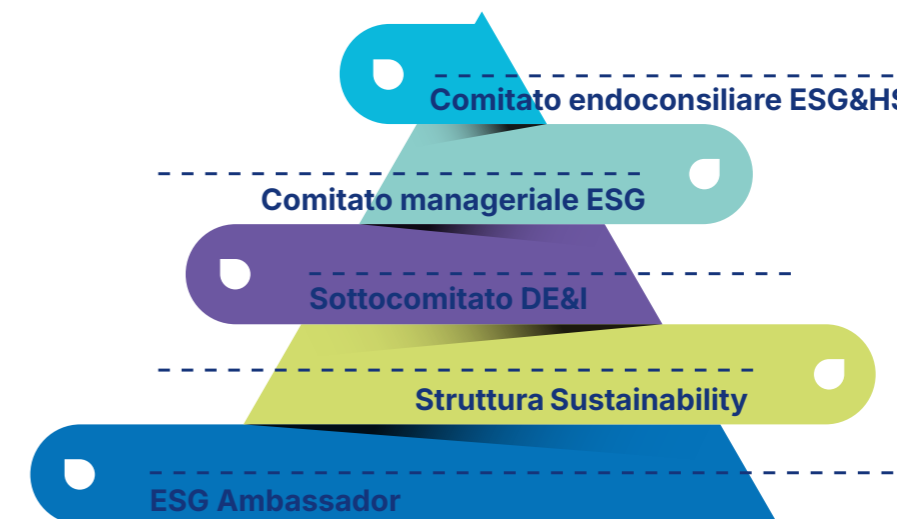 Comitato endoconsiliare ESG&HS
Comitato manageriale ESG
Sottocomitato DE&I
Struttura Sustainability
ESG Ambassador